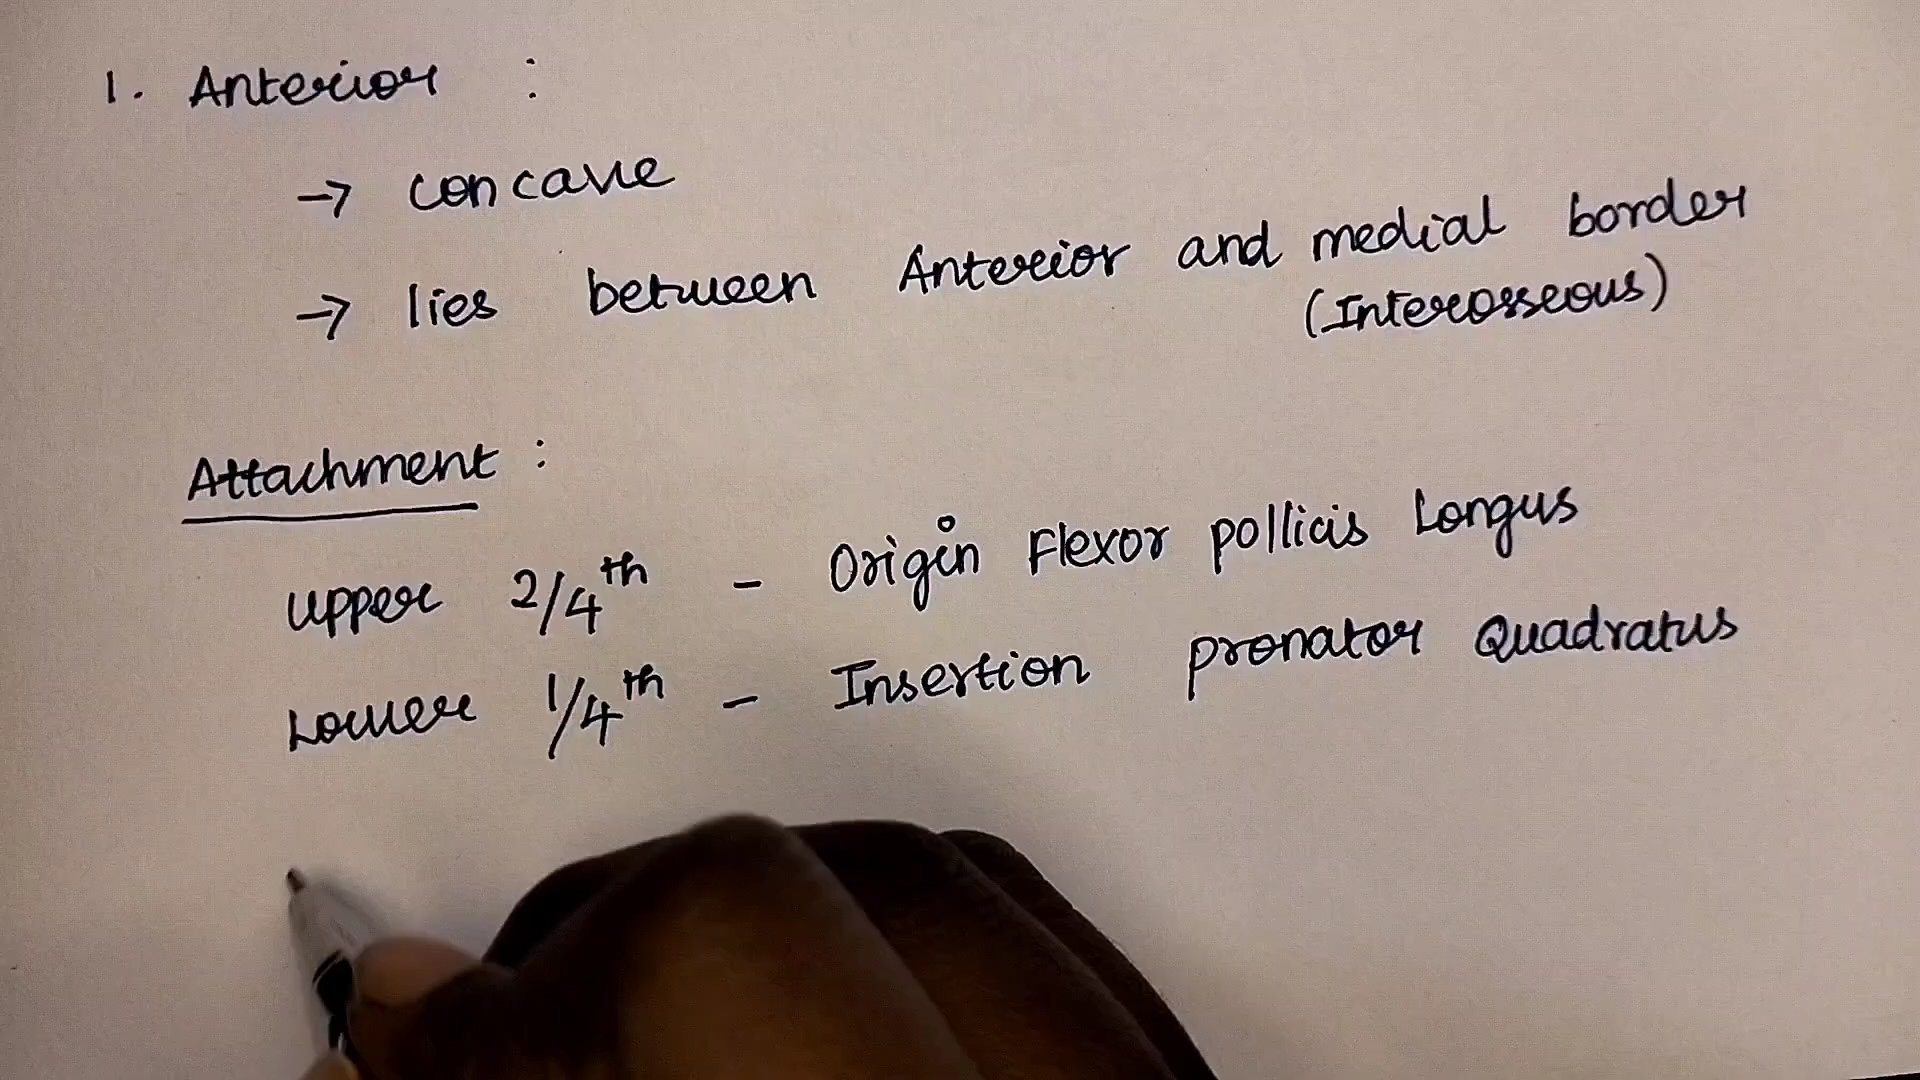 1. Anterior :
→ concave
→ lies between Anterior and medial border
(Interosseous)
Attachment :
upper 2/4th - Origin Flexor pollicis Longus
Lower 1/4th - Insertion pronator Quadratus